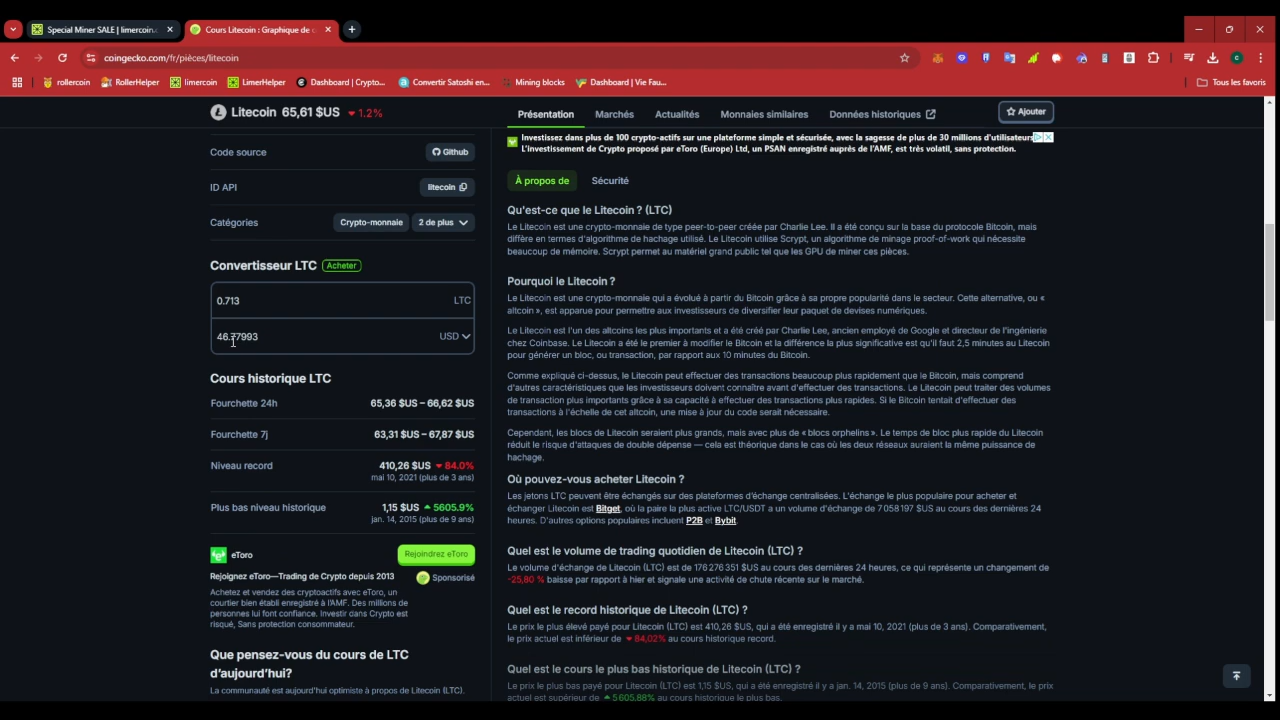 Special Miner SALE | limercoin.
Cours Litecoin : Graphique de c
coingecko.com/fr/pièces/litecoin
rollercoin
RollerHelper
limercoin
LimerHelper
Dashboard | Crypto...
Convertir Satoshi en...
Mining blocks
Dashboard | Vie Fau...
Tous les favoris
Litecoin 65,61 $US 1.2%
Présentation
Marchés
Actualités
Monnaies similaires
Données historiques
Ajouter
Code source
Github
ID API
litecoin
Catégories
Crypto-monnaie
2 de plus
Convertisseur LTC Acheter
0.713 LTC
46.77993 USD
Cours historique LTC
Fourchette 24h 65,36 $US – 66,62 $US
Fourchette 7j 63,31 $US – 67,87 $US
Niveau record 410,26 $US 84.0%
mai 10, 2021 (plus de 3 ans)
Plus bas niveau historique 1,15 $US 5605.9%
jan. 14, 2015 (plus de 9 ans)
eToro
Rejoindrez eToro
Rejoignez eToro—Trading de Crypto depuis 2013
Sponsorisé
Achetez et vendez des cryptoactifs avec eToro, un
courtier bien établi enregistré à l'AMF. Des millions de
personnes lui font confiance. Investir dans Crypto est
risqué, Sans protection consommateur.
Que pensez-vous du cours de LTC
d'aujourd'hui?
La communauté est aujourd'hui optimiste à propos de Litecoin (LTC).
Investissez dans plus de 100 crypto-actifs sur une plateforme simple et sécurisée, avec la sagesse de plus de 30 millions d'utilisateurs
L'Investissement de Crypto proposé par eToro (Europe) Ltd, un PSAN enregistré auprès de l'AMF, est très volatil, sans protection.
À propos de
Sécurité
Qu'est-ce que le Litecoin ? (LTC)
Le Litecoin est une crypto-monnaie de type peer-to-peer créée par Charlie Lee. Il a été conçu sur la base du protocole Bitcoin, mais
diffère en termes d'algorithme de hachage utilisé. Le Litecoin utilise Scrypt, un algorithme de minage proof-of-work qui nécessite
beaucoup de mémoire. Scrypt permet au matériel grand public tel que les GPU de miner ces pièces.
Pourquoi le Litecoin ?
Le Litecoin est une crypto-monnaie qui a évolué à partir du Bitcoin grâce à sa propre popularité dans le secteur. Cette alternative, ou «
altcoin », est apparue pour permettre aux investisseurs de diversifier leur paquet de devises numériques.
Le Litecoin est l'un des altcoins les plus importants et a été créé par Charlie Lee, ancien employé de Google et directeur de l'ingénierie
chez Coinbase. Le Litecoin a été le premier à modifier le Bitcoin et la différence la plus significative est qu'il faut 2,5 minutes au Litecoin
pour générer un bloc, ou transaction, par rapport aux 10 minutes du Bitcoin.
Comme expliqué ci-dessus, le Litecoin peut effectuer des transactions beaucoup plus rapidement que le Bitcoin, mais comprend
d'autres caractéristiques que les investisseurs doivent connaître avant d'effectuer des transactions. Le Litecoin peut traiter des volumes
de transaction plus importants grâce à sa capacité à effectuer des transactions plus rapides. Si le Bitcoin tentait d'effectuer des
transactions à l'échelle de cet altcoin, une mise à jour du code serait nécessaire.
Cependant, les blocs de Litecoin seraient plus grands, mais avec plus de « blocs orphelins ». Le temps de bloc plus rapide du Litecoin
réduit le risque d'attaques de double dépense — cela est théorique dans le cas où les deux réseaux auraient la même puissance de
hachage.
Où pouvez-vous acheter Litecoin ?
Les jetons LTC peuvent être échangés sur des plateformes d'échange centralisées. L'échange le plus populaire pour acheter et
échanger Litecoin est Bitget, où la paire la plus active LTC/USDT a un volume d'échange de 7 058 197 $US au cours des dernières 24
heures. D'autres options populaires incluent P2B et Bybit.
Quel est le volume de trading quotidien de Litecoin (LTC) ?
Le volume d'échange de Litecoin (LTC) est de 176 276 351 $US au cours des dernières 24 heures, ce qui représente un changement de
-25,80 % baisse par rapport à hier et signale une activité de chute récente sur le marché.
Quel est le record historique de Litecoin (LTC) ?
Le prix le plus élevé payé pour Litecoin (LTC) est 410,26 $US, qui a été enregistré il y a mai 10, 2021 (plus de 3 ans). Comparativement,
le prix actuel est inférieur de 84,02% au cours historique record.
Quel est le cours le plus bas historique de Litecoin (LTC) ?
Le prix le plus bas payé pour Litecoin (LTC) est 1,15 $US, qui a été enregistré il y a jan. 14, 2015 (plus de 9 ans). Comparativement, le prix
actuel est supérieur de 5 605,88% au cours historique le plus bas.